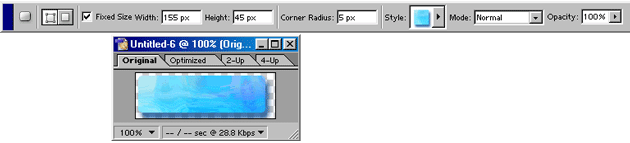 Fixed Size Width: 155 px Height: 45 px Corner Radius: 5 px Style: Mode: Normal Opacity: 100%
Untitled-6 @ 100% (Orig...
Original Optimized 2-Up 4-Up
100% -- / -- sec @ 28.8 Kbps